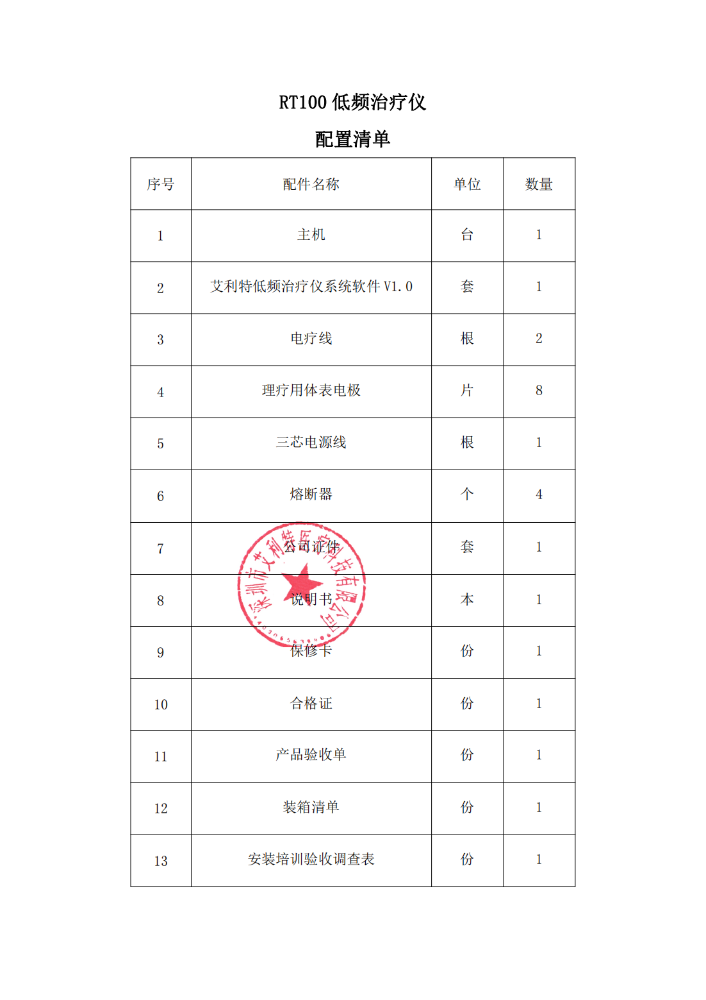 RT100 低频治疗仪
配置清单
序号 配件名称 单位 数量
1 主机 台 1
2 艾利特低频治疗仪系统软件 V1.0 套 1
3 电疗线 根 2
4 理疗用体表电极 片 8
5 三芯电源线 根 1
6 熔断器 个 4
7 公司证件 套 1
8 说明书 本 1
9 保修卡 份 1
10 合格证 份 1
11 产品验收单 份 1
12 装箱清单 份 1
13 安装培训验收调查表 份 1
深圳市艾利特医疗科技有限公司